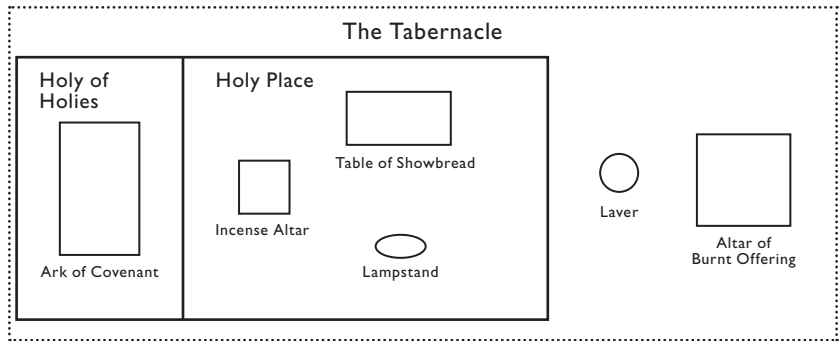 The Tabernacle
Holy of
Holies
Holy Place
Table of Showbread
Incense Altar
Ark of Covenant
Lampstand
Laver
Altar of
Burnt Offering